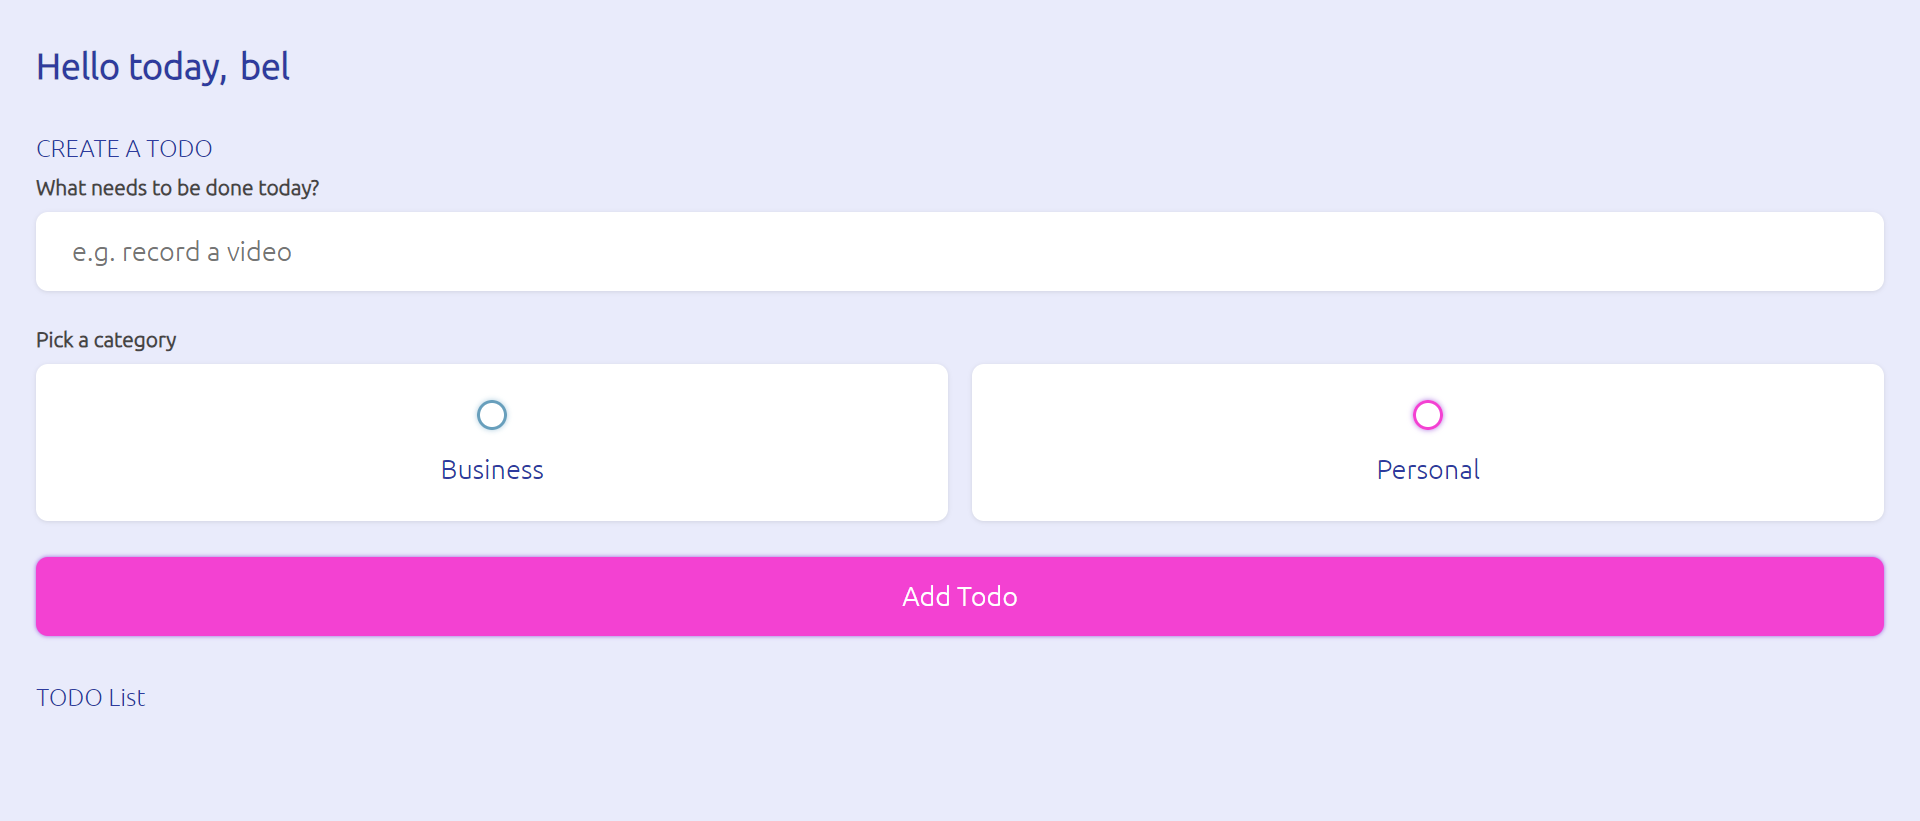 Hello today, bel
CREATE A TODO
What needs to be done today?
e.g. record a video
Pick a category
Business
Personal
Add Todo
TODO List